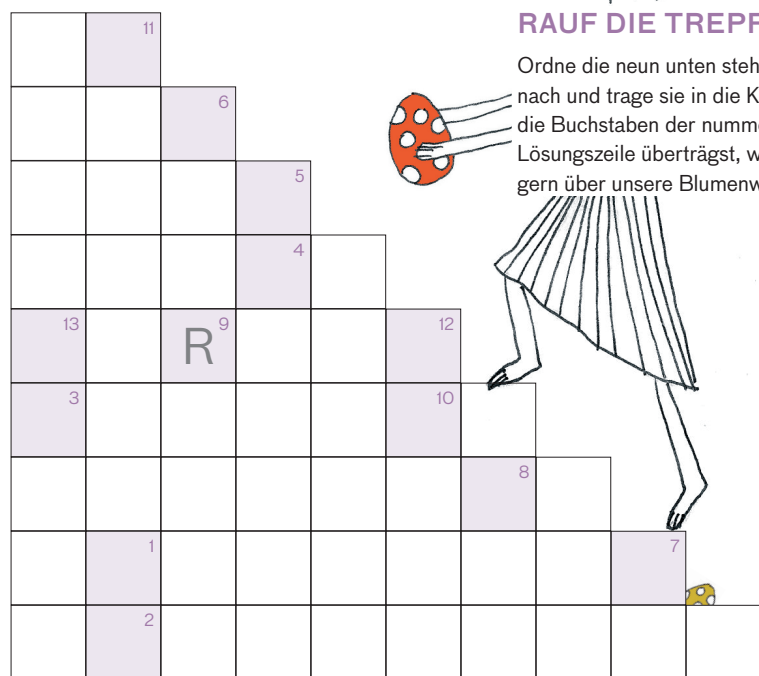 RAUF DIE TREPP
Ordne die neun unten steh
nach und trage sie in die K
die Buchstaben der numme
Lösungszeile überträgst, w
gern über unsere Blumenw
11
6
5
4
13 R 9 12
3 10
8
1 7
2